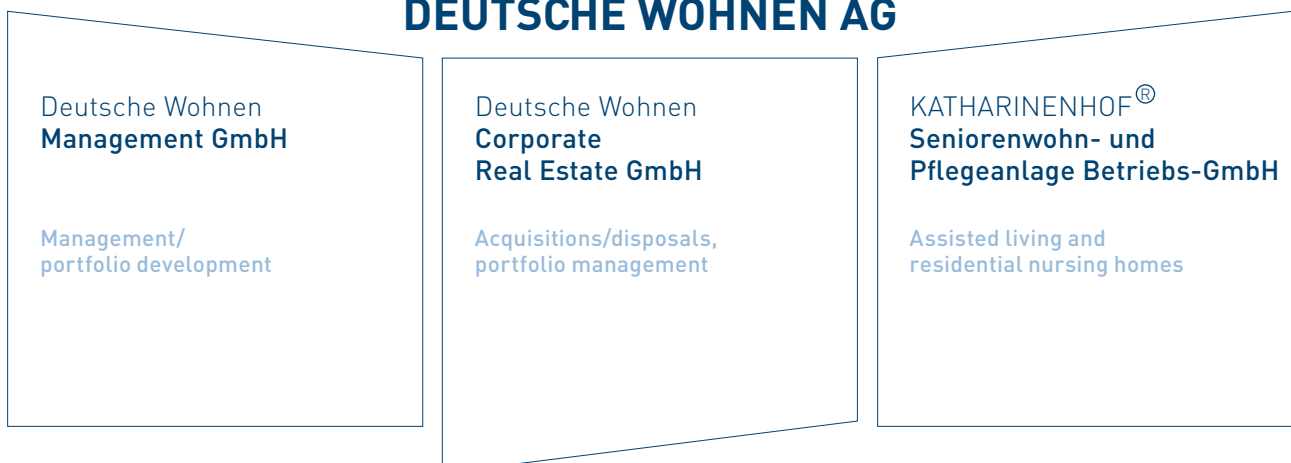 DEUTSCHE WOHNEN AG
Deutsche Wohnen
Management GmbH
Management/
portfolio development
Deutsche Wohnen
Corporate
Real Estate GmbH
Acquisitions/disposals,
portfolio management
KATHARINENHOF®
Seniorenwohn- und
Pflegeanlage Betriebs-GmbH
Assisted living and
residential nursing homes